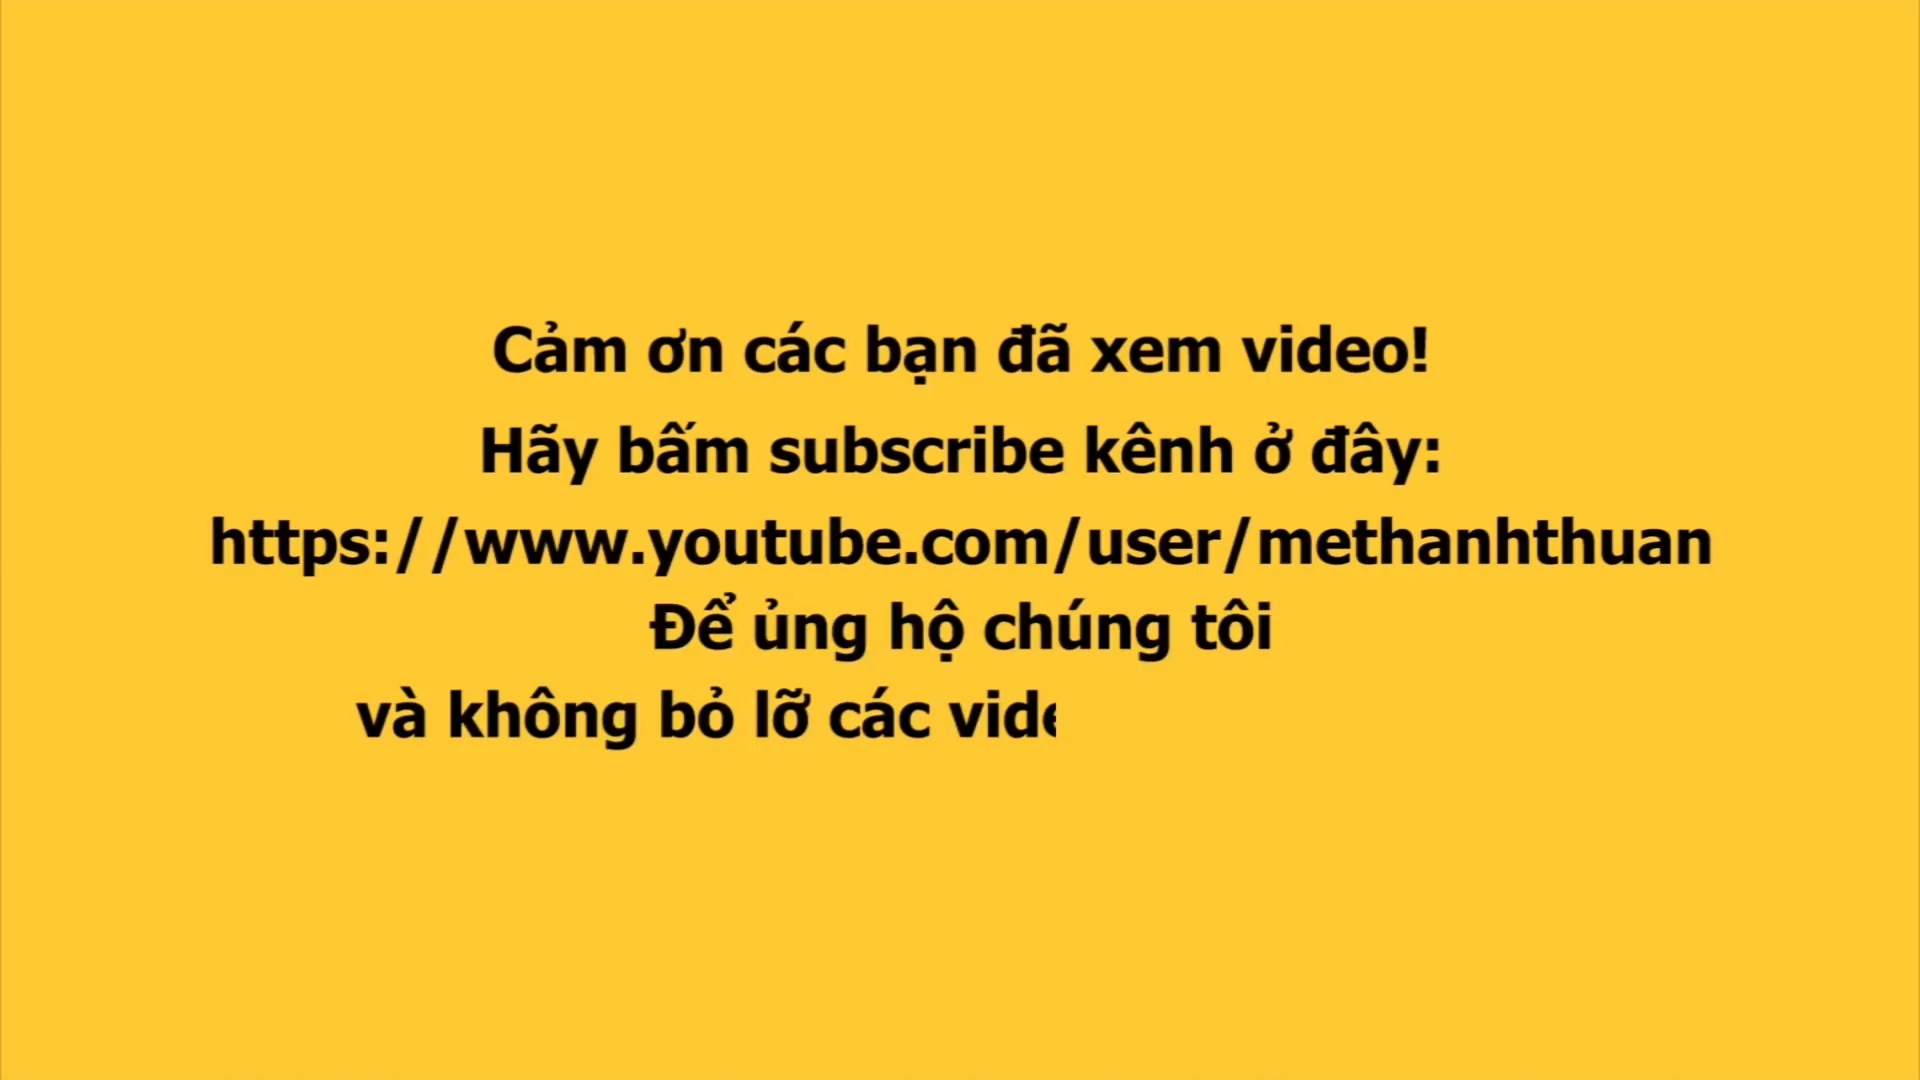 Cảm ơn các bạn đã xem video!
Hãy bấm subscribe kênh ở đây:
https://www.youtube.com/user/methanhthuan
Để ủng hộ chúng tôi
và không bỏ lỡ các vide